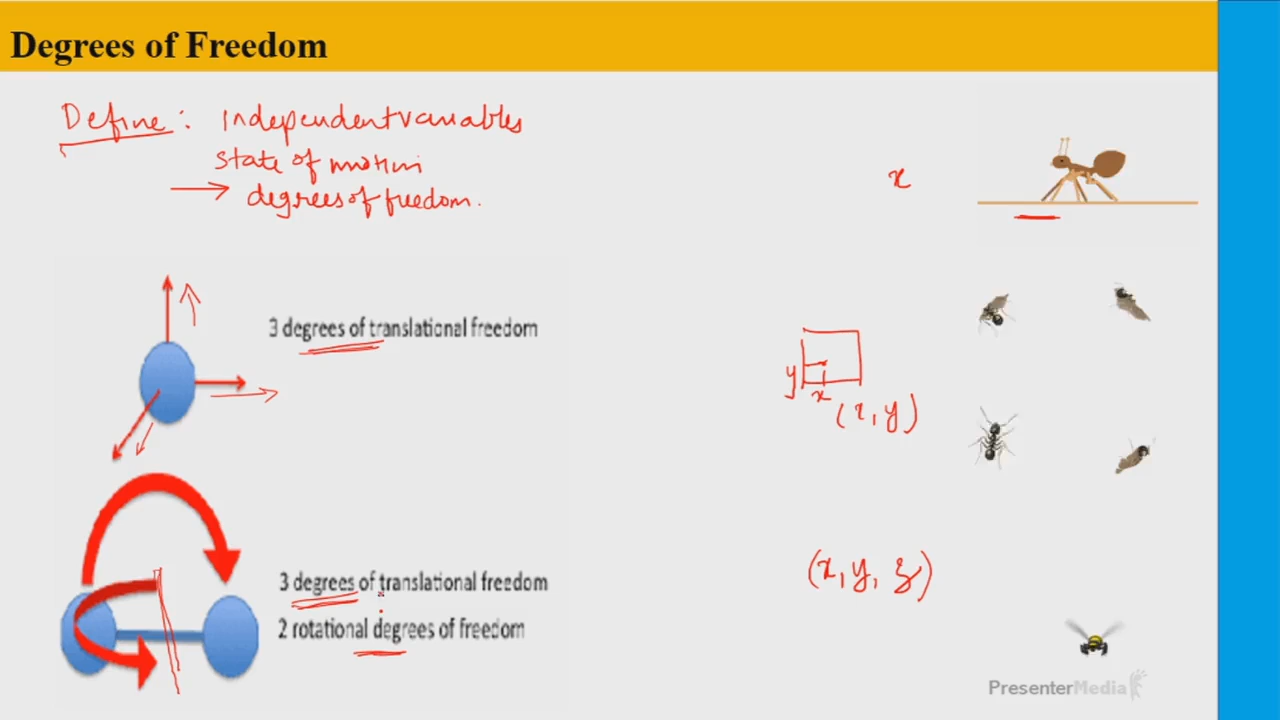 Degrees of Freedom
Define: independent variables
state of motion
→ degrees of freedom.
x
3 degrees of translational freedom
y
x
(x, y)
3 degrees of translational freedom
2 rotational degrees of freedom
(x, y, z)
PresenterMedia